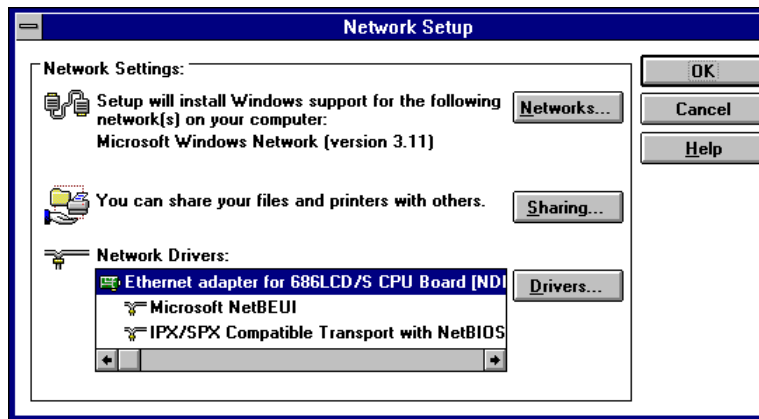 Network Setup
Network Settings:
Setup will install Windows support for the following
network(s) on your computer:
Microsoft Windows Network (version 3.11)
Networks...
You can share your files and printers with others.
Sharing...
Network Drivers:
Ethernet adapter for 686LCD/S CPU Board [NDI
Microsoft NetBEUI
IPX/SPX Compatible Transport with NetBIOS
Drivers...
OK
Cancel
Help